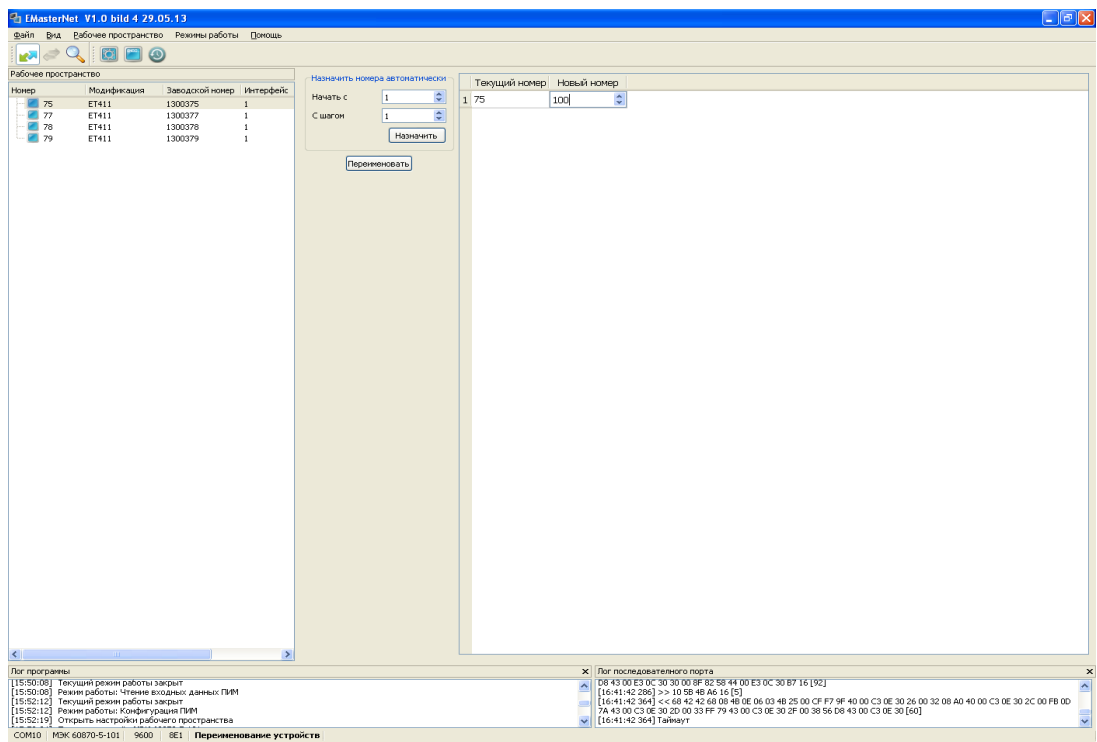 EMasterNet V1.0 bild 4 29.05.13
Файл Вид Рабочее пространство Режимы работы Помощь
Рабочее пространство
Номер Модификация Заводской номер Интерфейс
75 ET411 1300375 1
77 ET411 1300377 1
78 ET411 1300378 1
79 ET411 1300379 1
Назначить номера автоматически
Начать с 1
С шагом 1
Назначить
Переименовать
Текущий номер Новый номер
1 75 100
Лог программы
[15:50:08] Текущий режим работы закрыт
[15:50:08] Режим работы: Чтение входных данных ПИМ
[15:52:12] Текущий режим работы закрыт
[15:52:12] Режим работы: Конфигурация ПИМ
[15:52:19] Открыть настройки рабочего пространства
Лог последователного порта
D8 43 00 E3 0C 30 30 00 8F 82 58 44 00 E3 0C 30 B7 16 [92]
[16:41:42 286] >> 10 5B 4B A6 16 [5]
[16:41:42 364] << 68 42 42 68 08 4B 0E 06 03 4B 25 00 CF F7 9F 40 00 C3 0E 30 26 00 32 08 A0 40 00 C3 0E 30 2C 00 FB 0D
7A 43 00 C3 0E 30 2D 00 33 FF 79 43 00 C3 0E 30 2F 00 38 56 D8 43 00 C3 0E 30 [60]
[16:41:42 364] Таймаут
COM10 МЭК 60870-5-101 9600 8E1 Переименование устройств